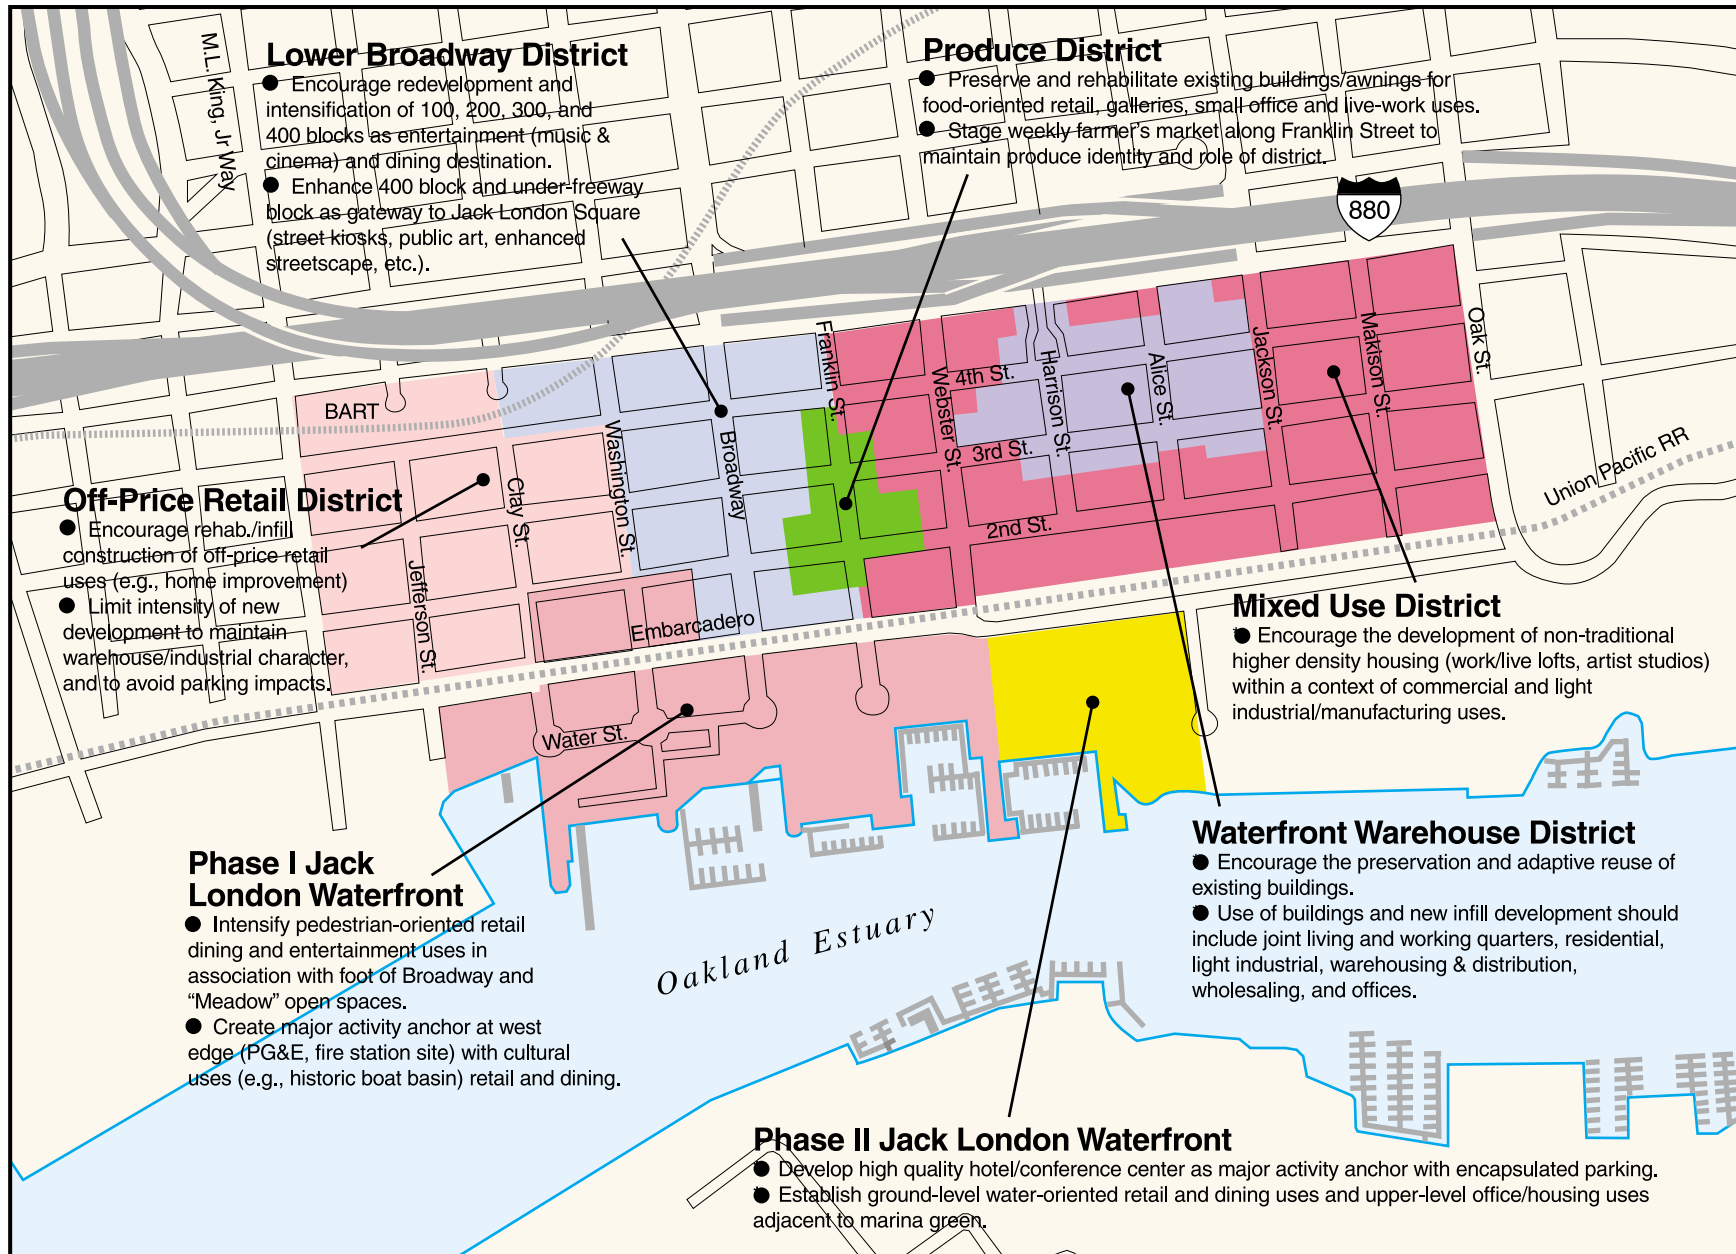 M.L. King, Jr Way
Lower Broadway District
● Encourage redevelopment and
intensification of 100, 200, 300, and
400 blocks as entertainment (music &
cinema) and dining destination.
● Enhance 400 block and under-freeway
block as gateway to Jack London Square
(street kiosks, public art, enhanced
streetscape, etc.).
Produce District
● Preserve and rehabilitate existing buildings/awnings for
food-oriented retail, galleries, small office and live-work uses.
● Stage weekly farmer's market along Franklin Street to
maintain produce identity and role of district.
880
BART
Franklin St.
Webster St.
4th St.
Harrison St.
Alice St.
Jackson St.
Makison St.
Oak St.
Washington St.
Broadway
3rd St.
2nd St.
Union Pacific RR
Clay St.
Jefferson St.
Embarcadero
Water St.
Off-Price Retail District
● Encourage rehab./infill
construction of off-price retail
uses (e.g., home improvement)
● Limit intensity of new
development to maintain
warehouse/industrial character,
and to avoid parking impacts.
Mixed Use District
● Encourage the development of non-traditional
higher density housing (work/live lofts, artist studios)
within a context of commercial and light
industrial/manufacturing uses.
Waterfront Warehouse District
● Encourage the preservation and adaptive reuse of
existing buildings.
● Use of buildings and new infill development should
include joint living and working quarters, residential,
light industrial, warehousing & distribution,
wholesaling, and offices.
Phase I Jack
London Waterfront
● Intensify pedestrian-oriented retail
dining and entertainment uses in
association with foot of Broadway and
“Meadow” open spaces.
● Create major activity anchor at west
edge (PG&E, fire station site) with cultural
uses (e.g., historic boat basin) retail and dining.
Oakland Estuary
Phase II Jack London Waterfront
● Develop high quality hotel/conference center as major activity anchor with encapsulated parking.
● Establish ground-level water-oriented retail and dining uses and upper-level office/housing uses
adjacent to marina green.